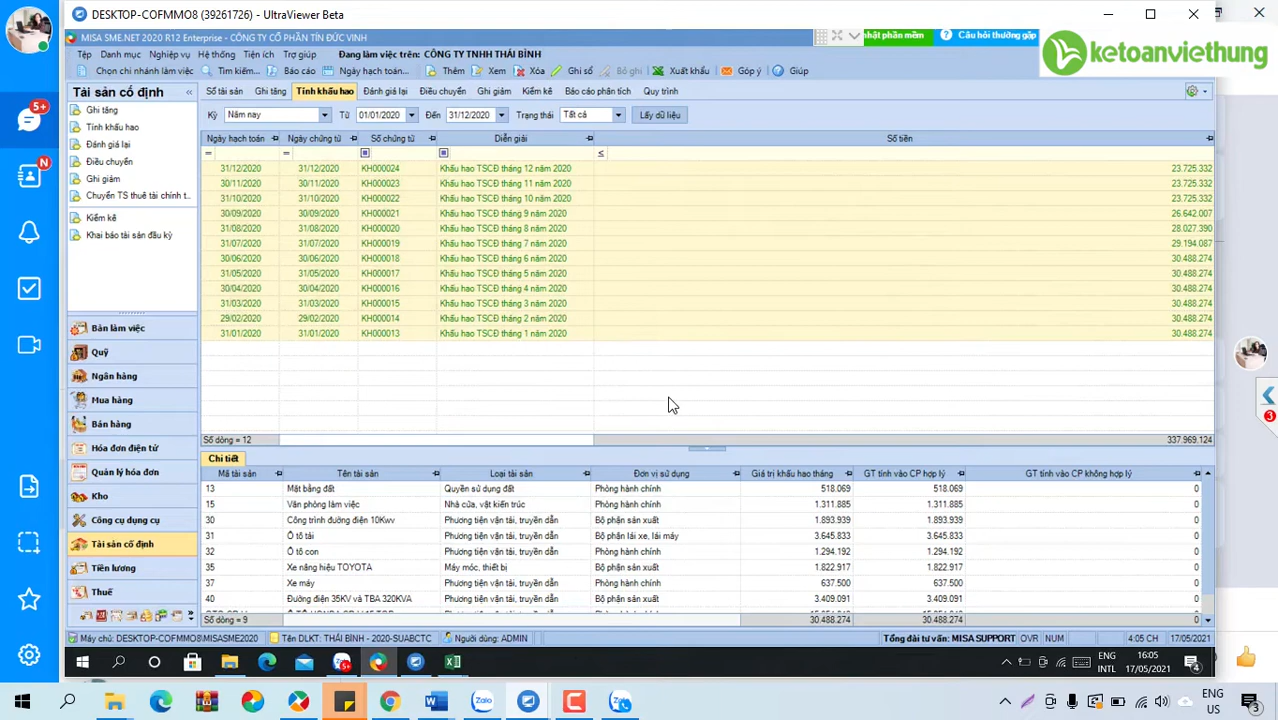 DESKTOP-COFMMO8 (39261726) - UltraViewer Beta
MISA SME.NET 2020 R12 Enterprise - CÔNG TY CỔ PHẦN TÍN ĐỨC VINH
nhật phần mềm
Câu hỏi thường gặp
ketoanviethung
Tệp Danh mục Nghiệp vụ Hệ thống Tiện ích Trợ giúp Đang làm việc trên: CÔNG TY TNHH THÁI BÌNH
Chọn chi nhánh làm việc Tìm kiếm... Báo cáo Ngày hạch toán... Thêm Xem Xóa Ghi sổ Bỏ ghi Xuất khẩu Góp ý Giúp
Tài sản cố định
Sổ tài sản Ghi tăng Tính khấu hao Đánh giá lại Điều chuyển Ghi giảm Kiểm kê Báo cáo phân tích Quy trình
Kỳ Năm nay Từ 01/01/2020 Đến 31/12/2020 Trạng thái Tất cả Lấy dữ liệu
Ghi tăng
Tính khấu hao
Đánh giá lại
Điều chuyển
Ghi giảm
Chuyển TS thuê tài chính t...
Kiểm kê
Khai báo tài sản đầu kỳ
Bàn làm việc
Quỹ
Ngân hàng
Mua hàng
Bán hàng
Hóa đơn điện tử
Quản lý hóa đơn
Kho
Công cụ dụng cụ
Tài sản cố định
Tiền lương
Thuế
Ngày hạch toán Ngày chứng từ Số chứng từ Diễn giải Số tiền
= = ≤
31/12/2020 31/12/2020 KH000024 Khấu hao TSCĐ tháng 12 năm 2020 23.725.332
30/11/2020 30/11/2020 KH000023 Khấu hao TSCĐ tháng 11 năm 2020 23.725.332
31/10/2020 31/10/2020 KH000022 Khấu hao TSCĐ tháng 10 năm 2020 23.725.332
30/09/2020 30/09/2020 KH000021 Khấu hao TSCĐ tháng 9 năm 2020 26.642.007
31/08/2020 31/08/2020 KH000020 Khấu hao TSCĐ tháng 8 năm 2020 28.027.390
31/07/2020 31/07/2020 KH000019 Khấu hao TSCĐ tháng 7 năm 2020 29.194.087
30/06/2020 30/06/2020 KH000018 Khấu hao TSCĐ tháng 6 năm 2020 30.488.274
31/05/2020 31/05/2020 KH000017 Khấu hao TSCĐ tháng 5 năm 2020 30.488.274
30/04/2020 30/04/2020 KH000016 Khấu hao TSCĐ tháng 4 năm 2020 30.488.274
31/03/2020 31/03/2020 KH000015 Khấu hao TSCĐ tháng 3 năm 2020 30.488.274
29/02/2020 29/02/2020 KH000014 Khấu hao TSCĐ tháng 2 năm 2020 30.488.274
31/01/2020 31/01/2020 KH000013 Khấu hao TSCĐ tháng 1 năm 2020 30.488.274
Số dòng = 12 337.969.124
Chi tiết
Mã tài sản Tên tài sản Loại tài sản Đơn vị sử dụng Giá trị khấu hao tháng GT tính vào CP hợp lý GT tính vào CP không hợp lý
13 Mặt bằng đất Quyền sử dụng đất Phòng hành chính 518.069 518.069 0
15 Văn phòng làm việc Nhà cửa, vật kiến trúc Phòng hành chính 1.311.885 1.311.885 0
30 Công trình đường điện 10Kwv Phương tiện vận tải, truyền dẫn Bộ phận sản xuất 1.893.939 1.893.939 0
31 Ô tô tải Phương tiện vận tải, truyền dẫn Bộ phận lái xe, lái máy 3.645.833 3.645.833 0
32 Ô tô con Phương tiện vận tải, truyền dẫn Phòng hành chính 1.294.192 1.294.192 0
35 Xe nâng hiệu TOYOTA Máy móc, thiết bị Bộ phận sản xuất 1.822.917 1.822.917 0
37 Xe máy Phương tiện vận tải, truyền dẫn Phòng hành chính 637.500 637.500 0
40 Đường điện 35KV và TBA 320KVA Phương tiện vận tải, truyền dẫn Bộ phận sản xuất 3.409.091 3.409.091 0
Số dòng = 9 30.488.274 30.488.274 0
Máy chủ: DESKTOP-COFMMO8\MISASME2020 Tên DLKT: THÁI BÌNH - 2020-SUABCTC Người dùng: ADMIN Tổng đài tư vấn: MISA SUPPORT OVR NUM 4:05 CH 17/05/2021
ENG
INTL
16:05
17/05/2021
4
5+
N
3
ENG
US
3